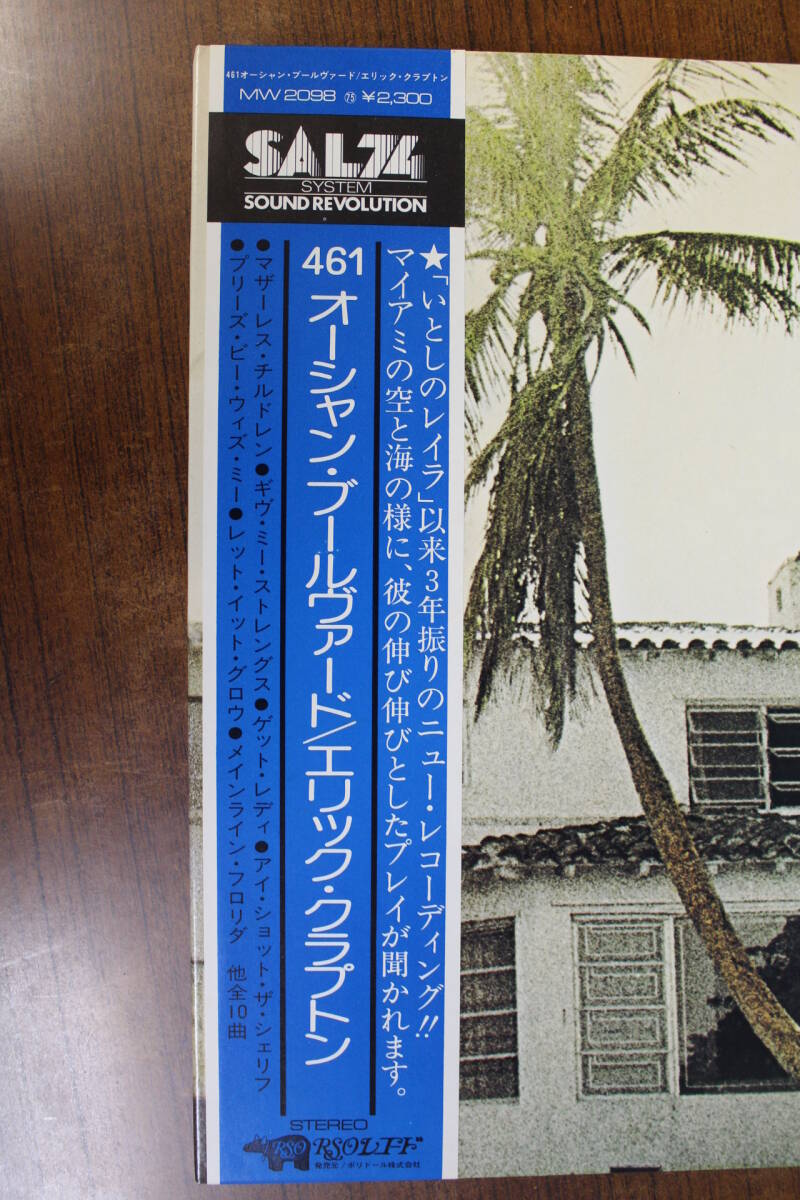 461オーシャン・ブールヴァード/エリック・クラプトン
MW 2098 ㊄ ¥2,300
SAL74
SYSTEM
SOUND REVOLUTION
★「いとしのレイラ」以来3年振りのニュー・レコーディング!!
マイアミの空と海の様に、彼の伸び伸びとしたプレイが聞かれます。
461 オーシャン・ブールヴァード/エリック・クラプトン
●マザーレス・チルドレン●ギヴ・ミー・ストレングス●ゲット・レディ●アイ・ショット・ザ・シェリフ
●プリーズ・ビー・ウィズ・ミー●レット・イット・グロウ●メインライン・フロリダ 他全10曲
STEREO
RSO RSOレコード
発売元/ポリドール株式会社